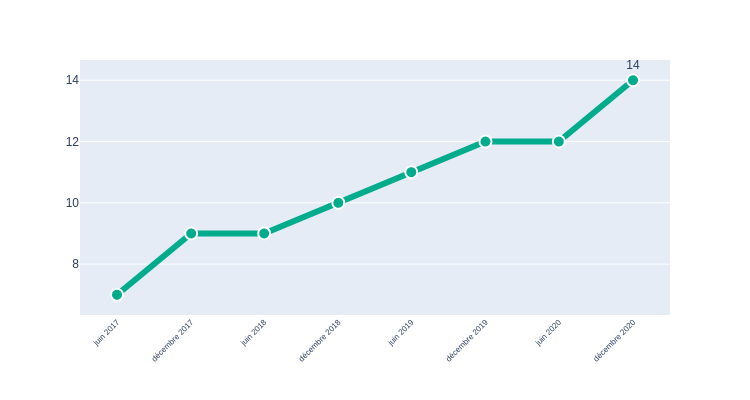 14
14
12
10
8
juin 2017
décembre 2017
juin 2018
décembre 2018
juin 2019
décembre 2019
juin 2020
décembre 2020